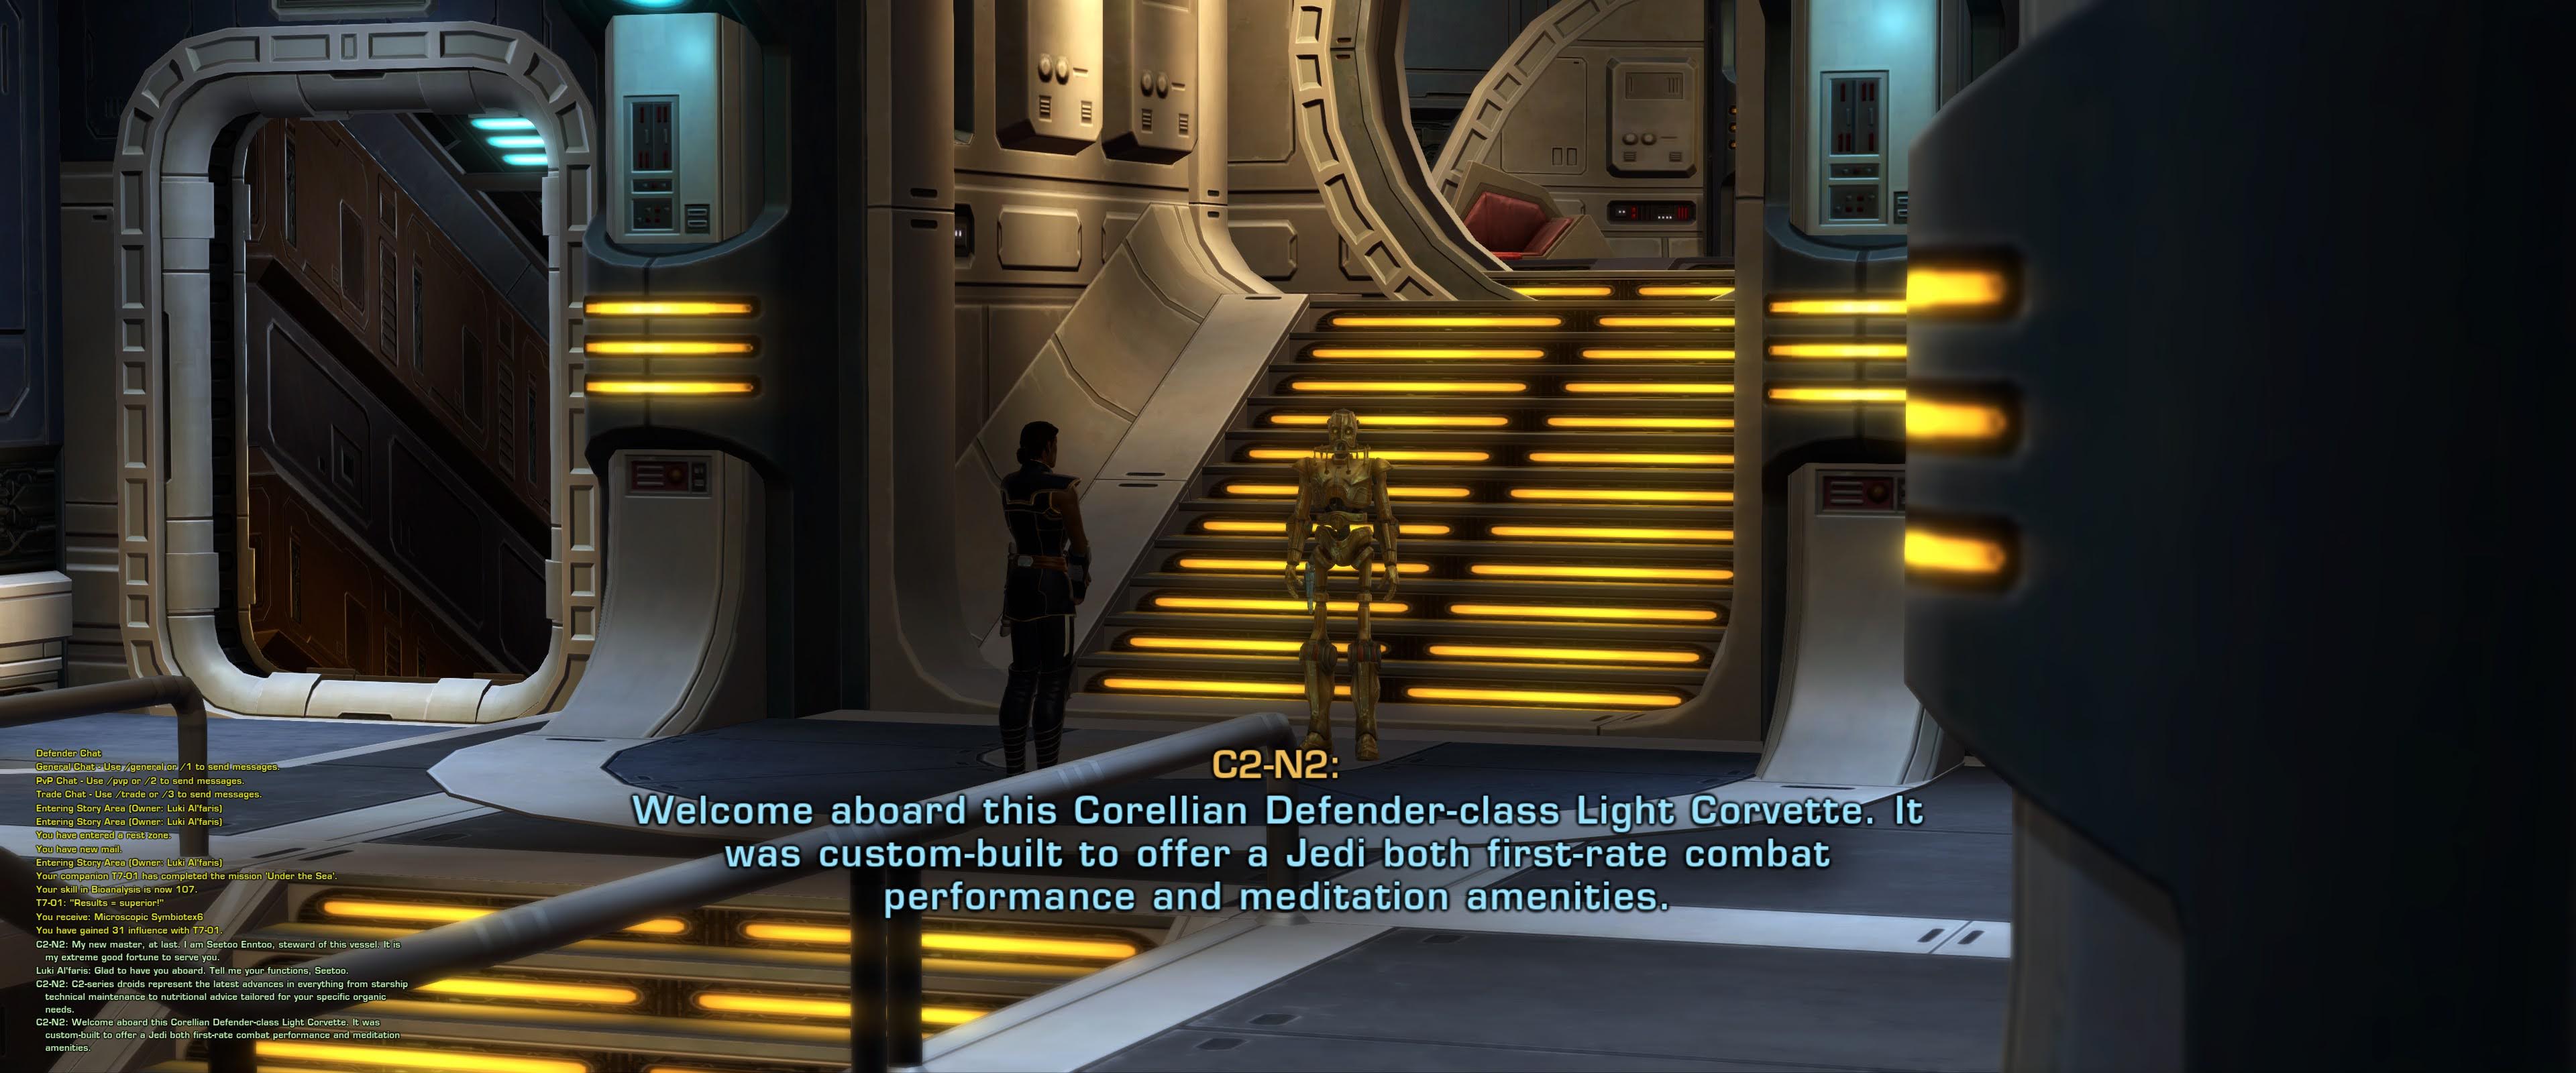 C2-N2:
Welcome aboard this Corellian Defender-class Light Corvette. It
was custom-built to offer a Jedi both first-rate combat
performance and meditation amenities.
Defender Chat
General Chat - Use /general or /1 to send messages.
PvP Chat - Use /pvp or /2 to send messages.
Trade Chat - Use /trade or /3 to send messages.
Entering Story Area (Owner: Luki Al'faris)
Entering Story Area (Owner: Luki Al'faris)
You have entered a rest zone.
You have new mail.
Entering Story Area (Owner: Luki Al'faris)
Your companion T7-01 has completed the mission 'Under the Sea'.
Your skill in Bioanalysis is now 107.
T7-01: "Results = superior!"
You receive: Microscopic Symbiotex6
You have gained 31 influence with T7-01.
C2-N2: My new master, at last. I am Seetoo Enntoo, steward of this vessel. It is
my extreme good fortune to serve you.
Luki Al'faris: Glad to have you aboard. Tell me your functions, Seetoo.
C2-N2: C2-series droids represent the latest advances in everything from starship
technical maintenance to nutritional advice tailored for your specific organic
needs.
C2-N2: Welcome aboard this Corellian Defender-class Light Corvette. It was
custom-built to offer a Jedi both first-rate combat performance and meditation
amenities.